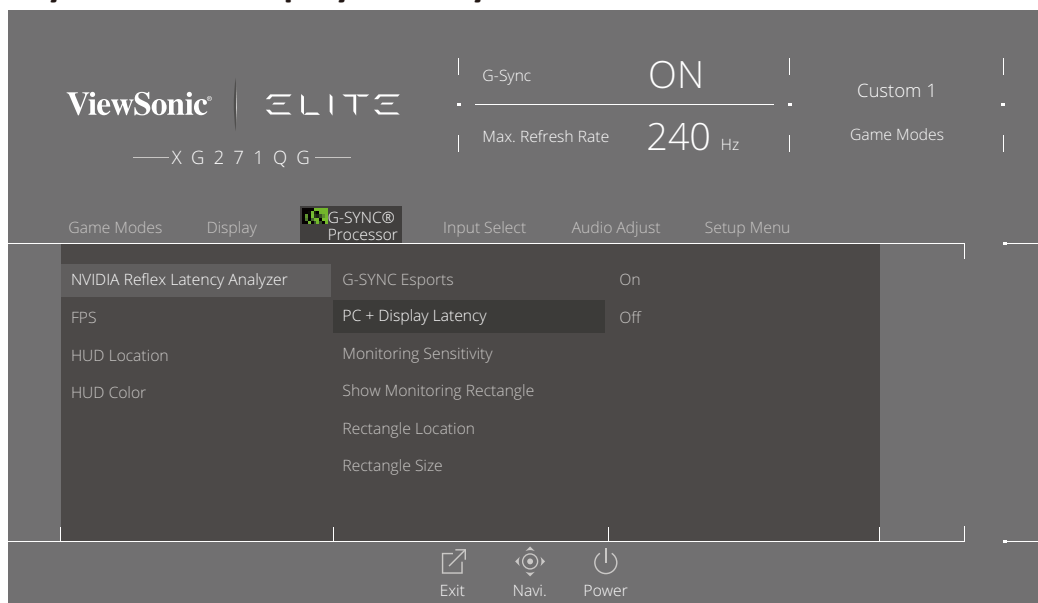 ViewSonic® ELITE
XG271QG
G-Sync ON
Max. Refresh Rate 240 Hz
Custom 1
Game Modes
Game Modes Display G-SYNC® Processor Input Select Audio Adjust Setup Menu
NVIDIA Reflex Latency Analyzer G-SYNC Esports On
FPS PC + Display Latency Off
HUD Location Monitoring Sensitivity
HUD Color Show Monitoring Rectangle
Rectangle Location
Rectangle Size
Exit Navi. Power